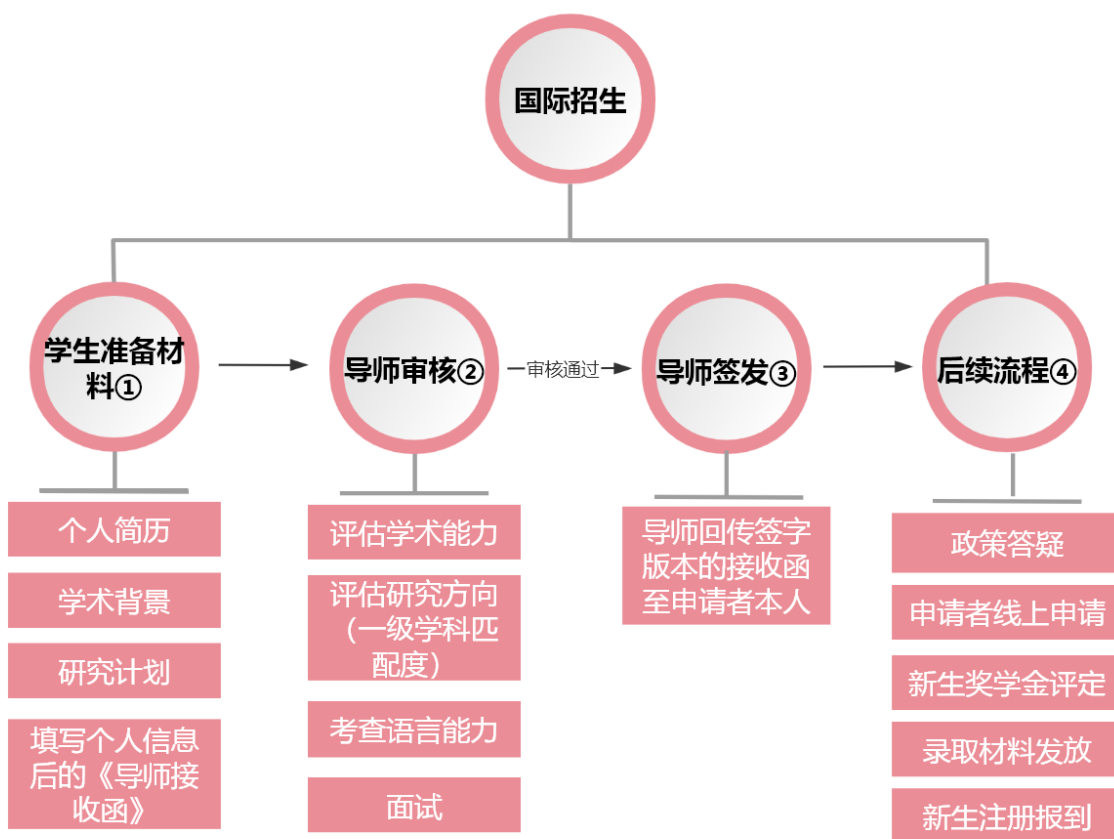 国际招生
学生准备材
料①
导师审核②
审核通过
导师签发③
后续流程④
个人简历
学术背景
研究计划
填写个人信息
后的《导师接
收函》
评估学术能力
评估研究方向
（一级学科匹
配度）
考查语言能力
面试
导师回传签字
版本的接收函
至申请者本人
政策答疑
申请者线上申请
新生奖学金评定
录取材料发放
新生注册报到